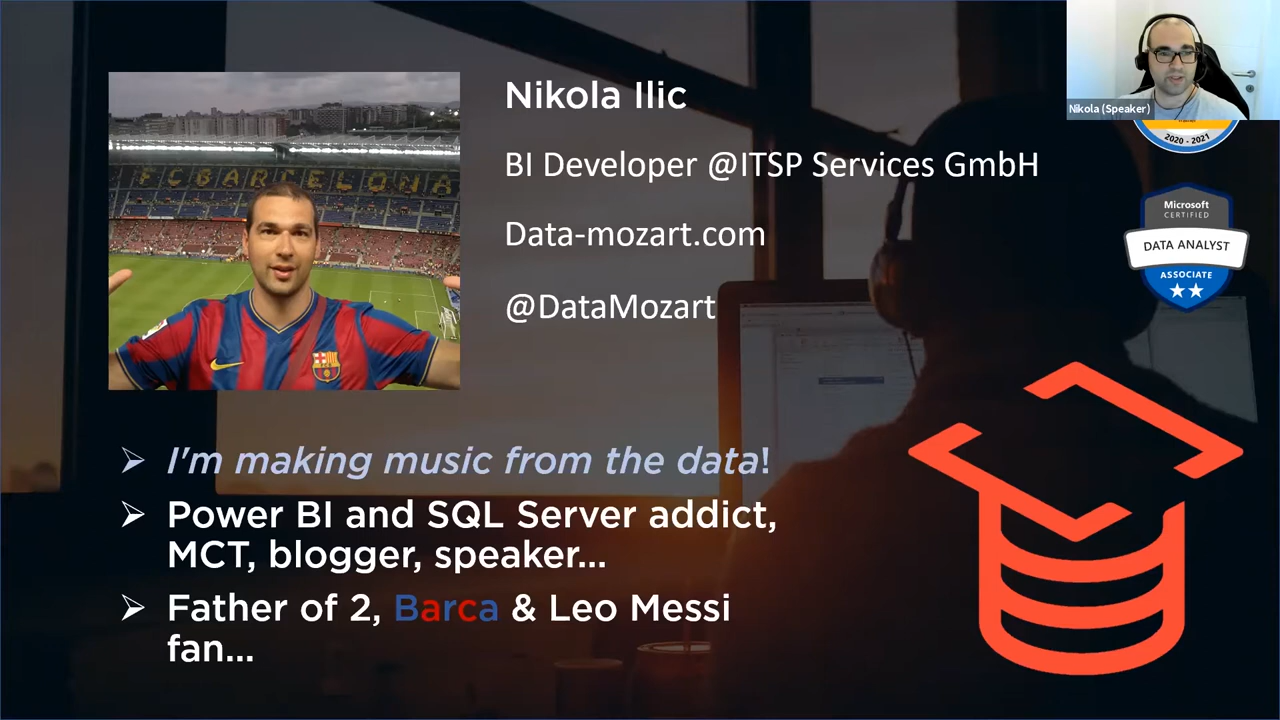 Nikola Ilic
BI Developer @ITSP Services GmbH
Data-mozart.com
@DataMozart
FC BARCELONA
I'm making music from the data!
Power BI and SQL Server addict,
MCT, blogger, speaker...
Father of 2, Barca & Leo Messi
fan...
Nikola (Speaker)
2020 - 2021
Microsoft
CERTIFIED
DATA ANALYST
ASSOCIATE